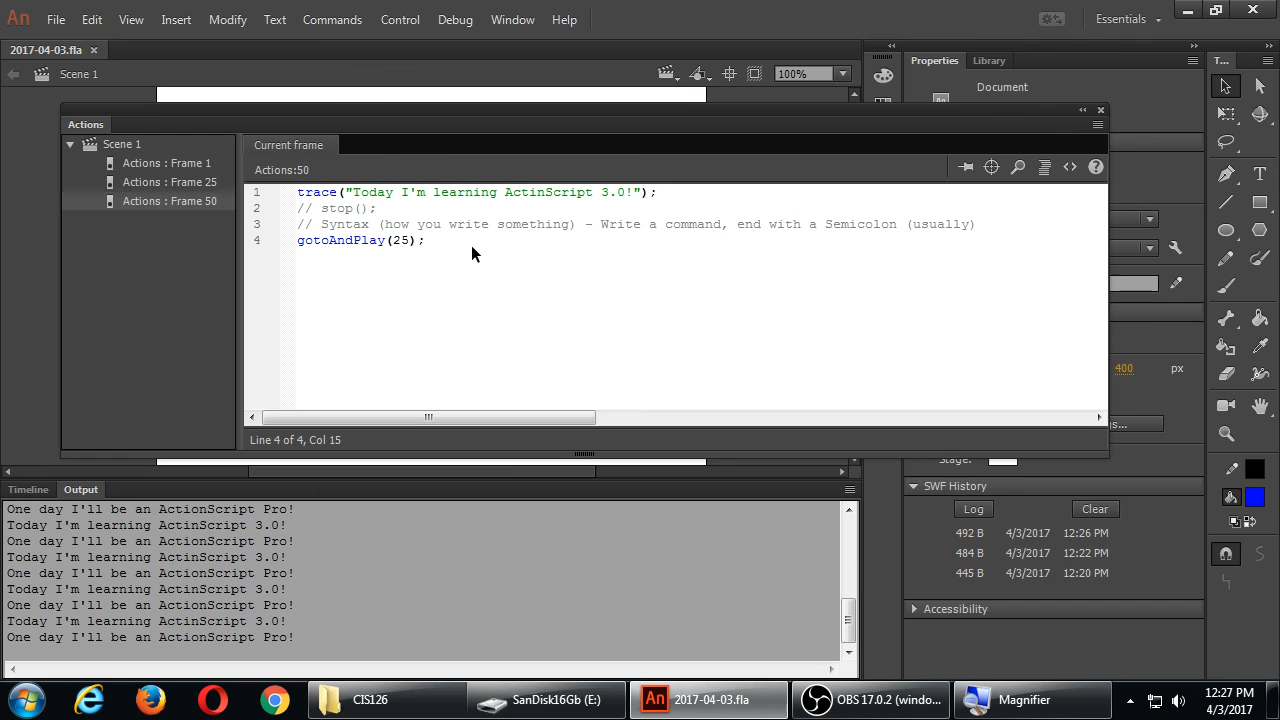 An File Edit View Insert Modify Text Commands Control Debug Window Help Essentials
2017-04-03.fla ×
Scene 1 100%
Properties Library T...
Document
Actions
Scene 1
Actions : Frame 1
Actions : Frame 25
Actions : Frame 50
Current frame
Actions:50
1 trace("Today I'm learning ActinScript 3.0!");
2 // stop();
3 // Syntax (how you write something) - Write a command, end with a Semicolon (usually)
4 gotoAndPlay(25);
Line 4 of 4, Col 15
400 px
s...
Timeline Output
One day I'll be an ActionScript Pro!
Today I'm learning ActinScript 3.0!
One day I'll be an ActionScript Pro!
Today I'm learning ActinScript 3.0!
One day I'll be an ActionScript Pro!
Today I'm learning ActinScript 3.0!
One day I'll be an ActionScript Pro!
Today I'm learning ActinScript 3.0!
One day I'll be an ActionScript Pro!
SWF History
Log Clear
492 B 4/3/2017 12:26 PM
484 B 4/3/2017 12:22 PM
445 B 4/3/2017 12:20 PM
Accessibility
CIS126 SanDisk16Gb (E:) An 2017-04-03.fla OBS 17.0.2 (windo... Magnifier
12:27 PM
4/3/2017